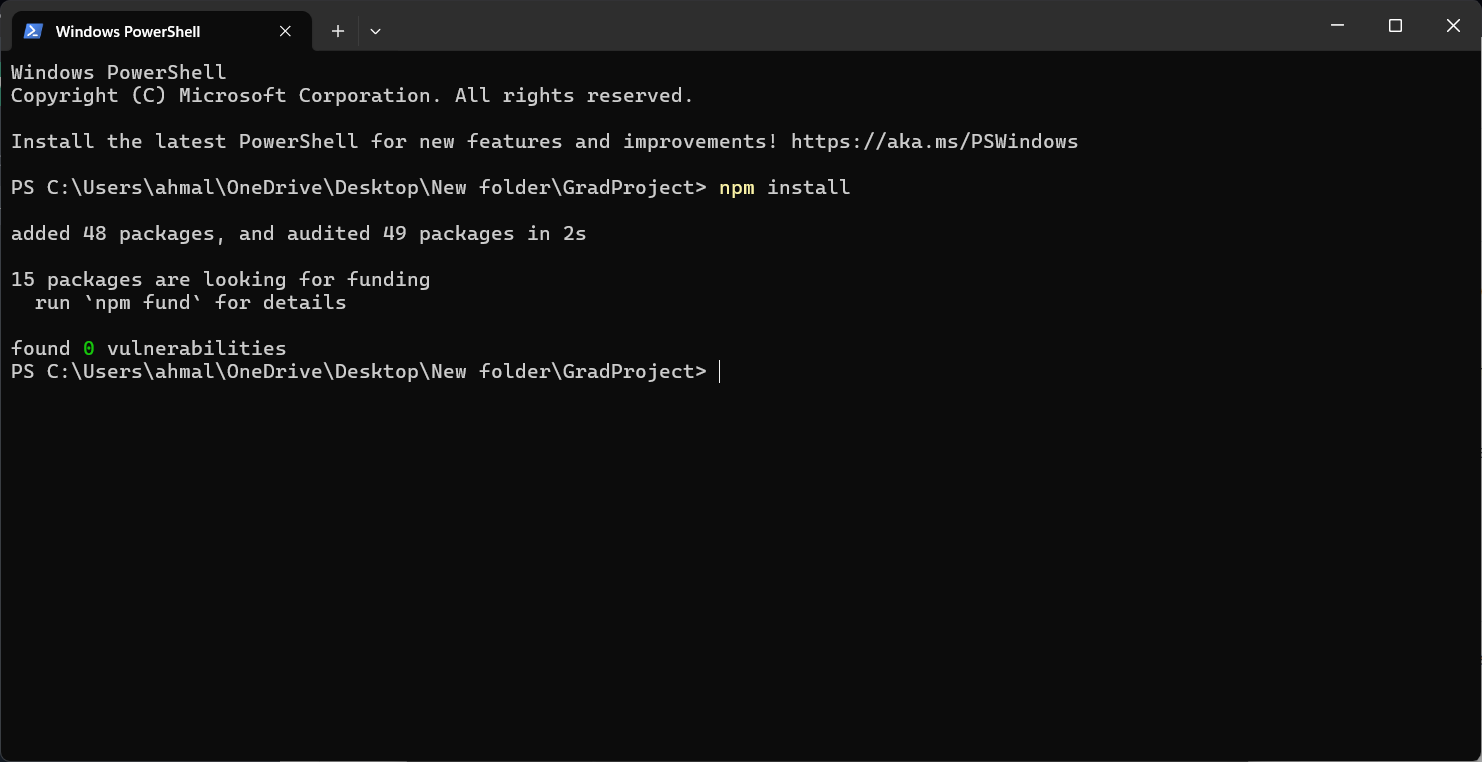 Windows PowerShell
Windows PowerShell
Copyright (C) Microsoft Corporation. All rights reserved.
Install the latest PowerShell for new features and improvements! https://aka.ms/PSWindows
PS C:\Users\ahmal\OneDrive\Desktop\New folder\GradProject> npm install
added 48 packages, and audited 49 packages in 2s
15 packages are looking for funding
  run `npm fund` for details
found 0 vulnerabilities
PS C:\Users\ahmal\OneDrive\Desktop\New folder\GradProject>